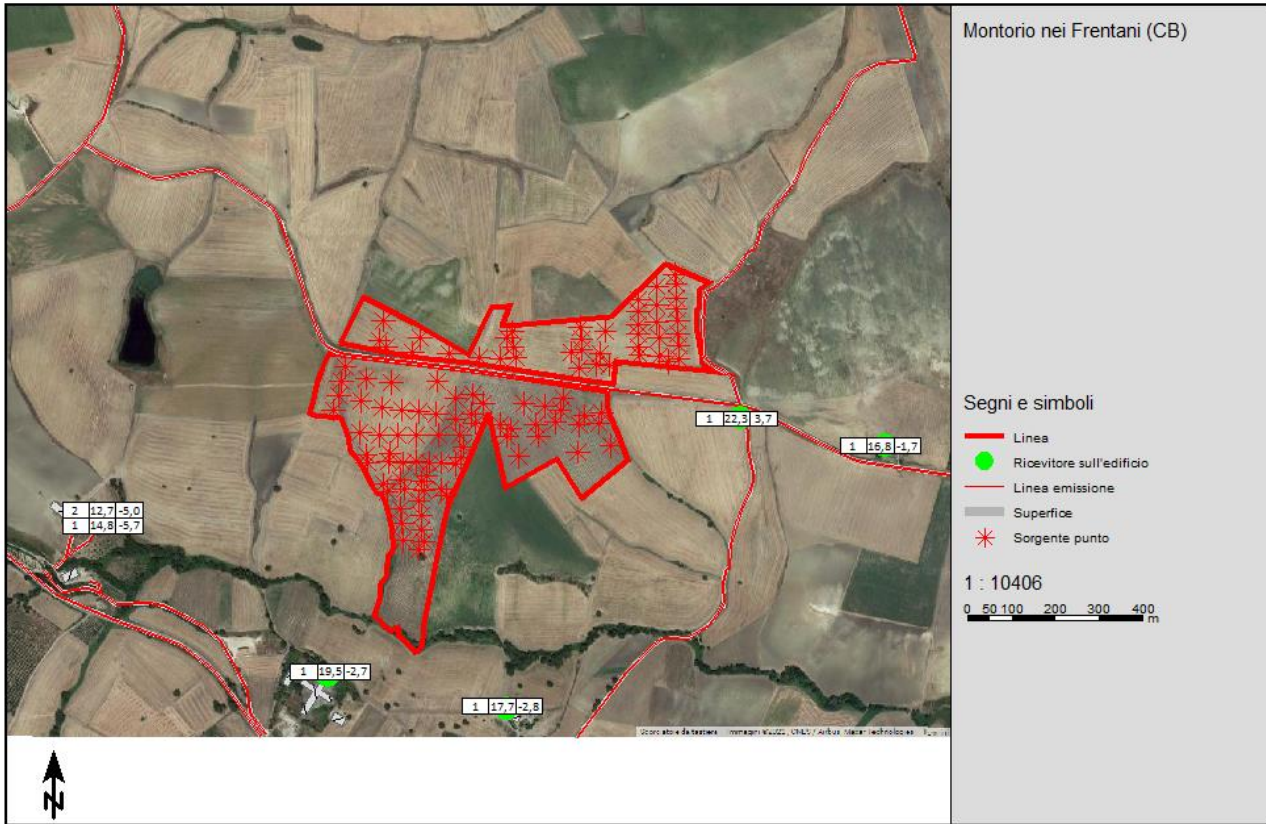 Montorio nei Frentani (CB)
Segni e simboli
Linea
Ricevitore sull'edificio
Linea emissione
Superfice
Sorgente punto
1 : 10406
0 50 100 200 300 400
m
1 22,3 3,7
1 16,8 -1,7
2 12,7 -5,0
1 14,8 -5,7
1 19,5 -2,7
1 17,7 -2,8
Technologies
N